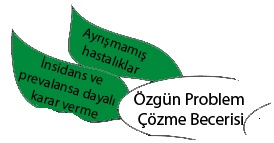 Ayrışmamış
hastalıklar
İnsidans ve
prevalansa dayalı
karar verme
Özgün Problem
Çözme Becerisi